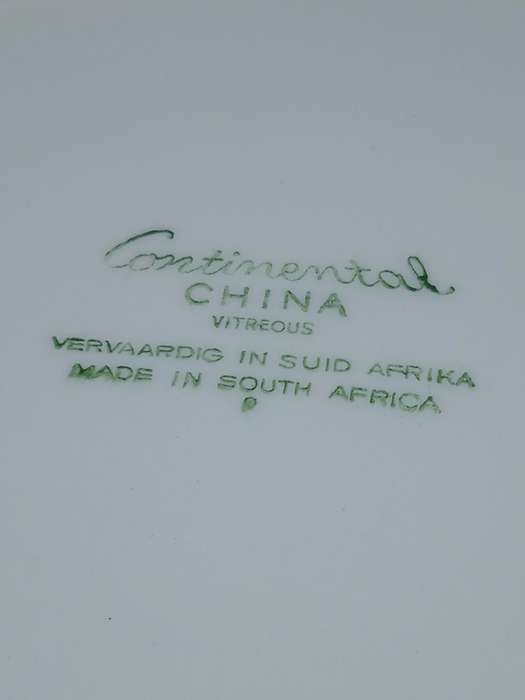 Continental
CHINA
VITREOUS
VERVAARDIG IN SUID AFRIKA
MADE IN SOUTH AFRICA